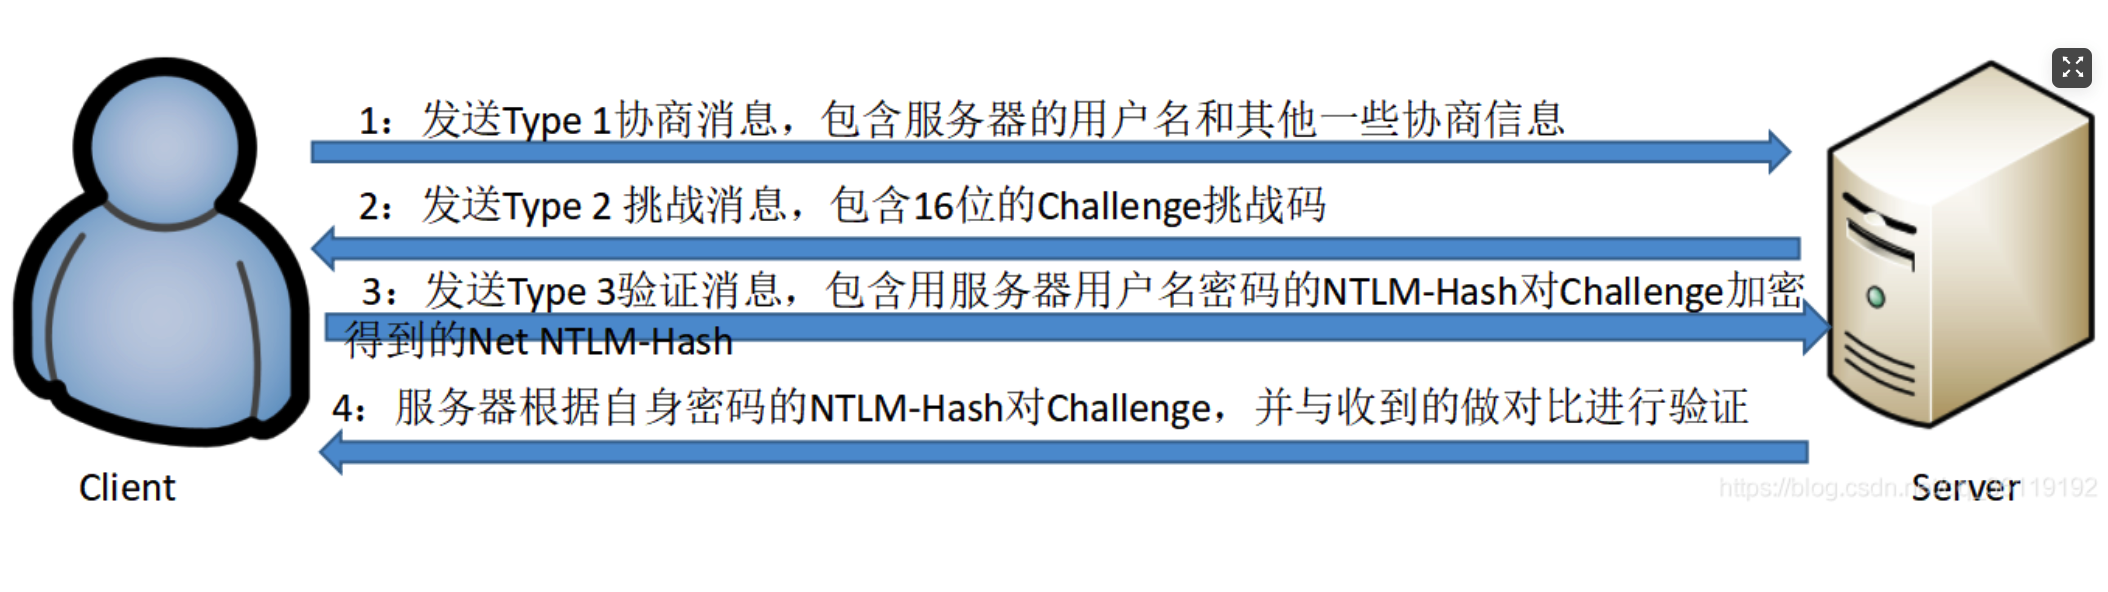 1：发送Type 1协商消息，包含服务器的用户名和其他一些协商信息
2：发送Type 2 挑战消息，包含16位的Challenge挑战码
3：发送Type 3验证消息，包含用服务器用户名密码的NTLM-Hash对Challenge加密
得到的Net NTLM-Hash
4：服务器根据自身密码的NTLM-Hash对Challenge，并与收到的做对比进行验证
Client
Server